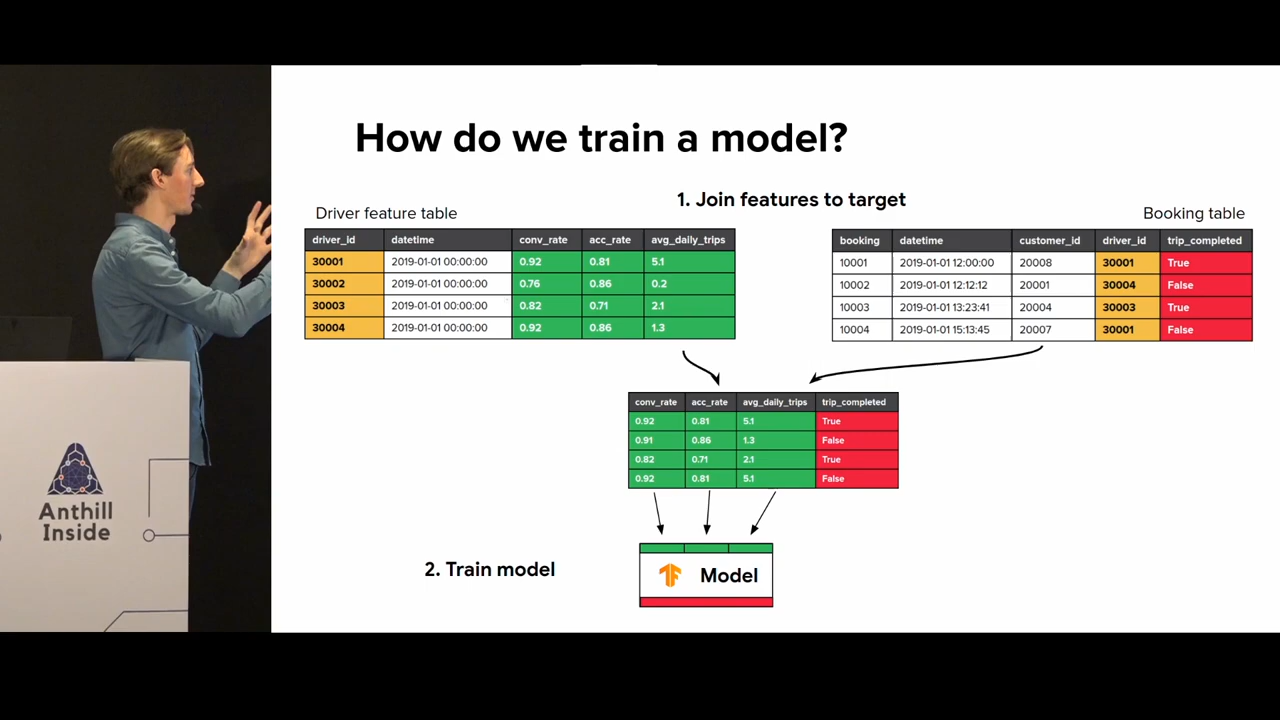 How do we train a model?
1. Join features to target
Driver feature table
Booking table
driver_id datetime conv_rate acc_rate avg_daily_trips
30001 2019-01-01 00:00:00 0.92 0.81 5.1
30002 2019-01-01 00:00:00 0.76 0.86 0.2
30003 2019-01-01 00:00:00 0.82 0.71 2.1
30004 2019-01-01 00:00:00 0.92 0.86 1.3
booking datetime customer_id driver_id trip_completed
10001 2019-01-01 12:00:00 20008 30001 True
10002 2019-01-01 12:12:12 20001 30004 False
10003 2019-01-01 13:23:41 20004 30003 True
10004 2019-01-01 15:13:45 20007 30001 False
conv_rate acc_rate avg_daily_trips trip_completed
0.92 0.81 5.1 True
0.91 0.86 1.3 False
0.82 0.71 2.1 True
0.92 0.81 5.1 False
2. Train model
Model
Anthill
Inside